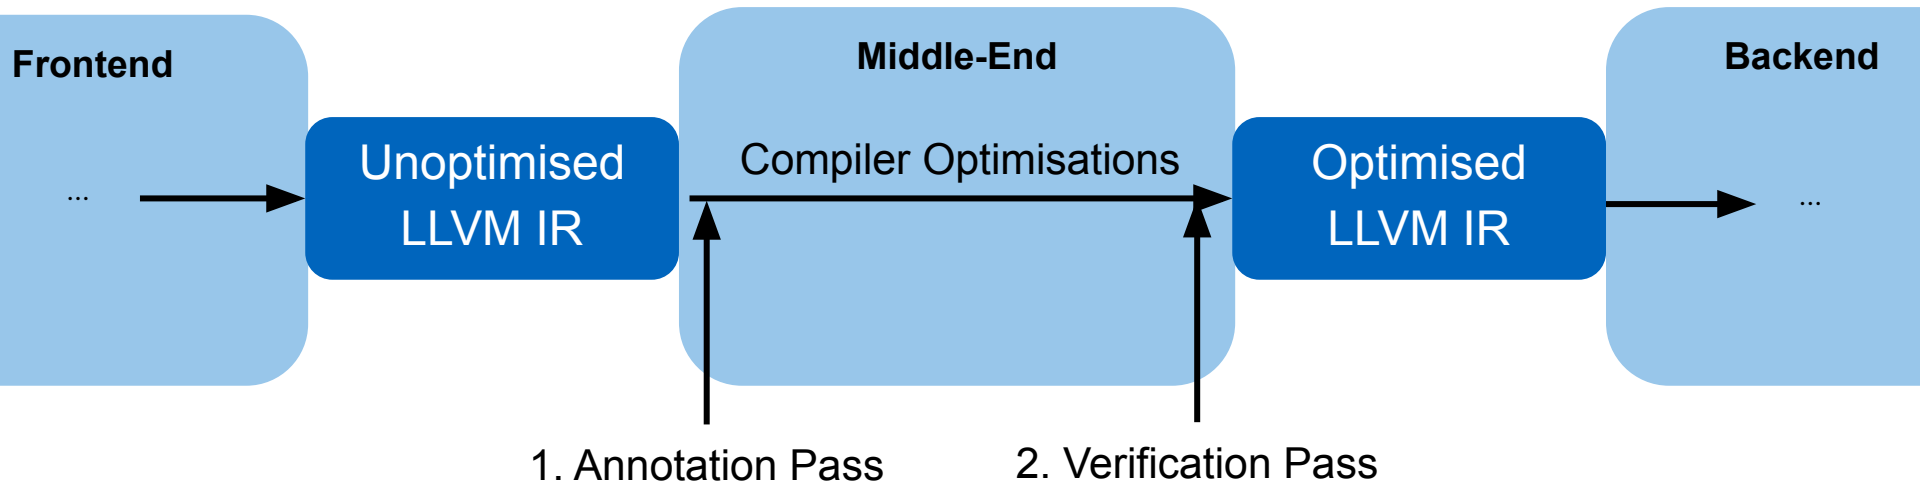 Frontend
Middle-End
Backend
...
Unoptimised
LLVM IR
Compiler Optimisations
Optimised
LLVM IR
...
1. Annotation Pass
2. Verification Pass